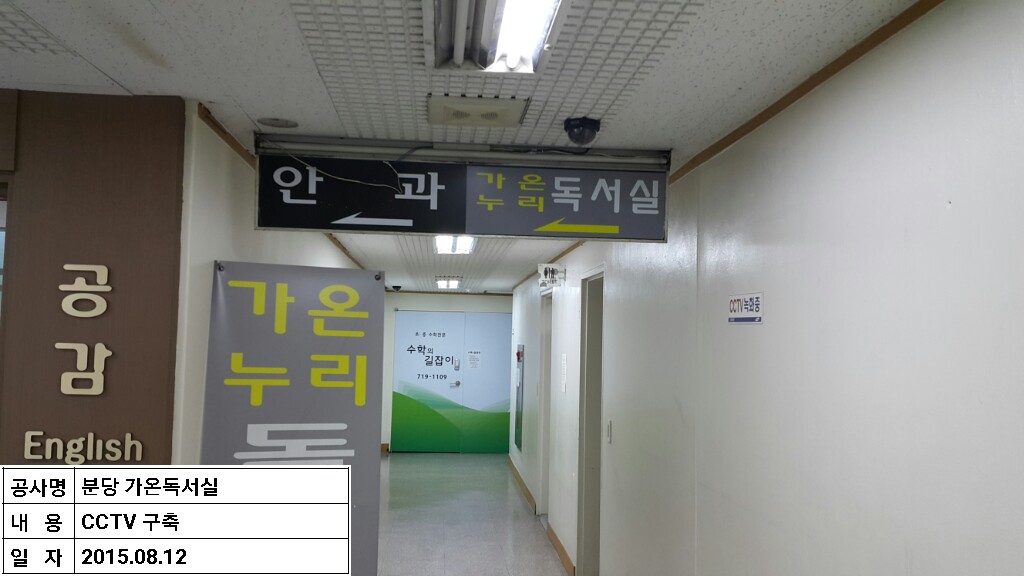 안 과
가온
누리
독서실
가온
누리
독
공
감
English
수학의
길잡이
719-1109
CCTV녹화중
공사명 분당 가온독서실
내 용 CCTV 구축
일 자 2015.08.12